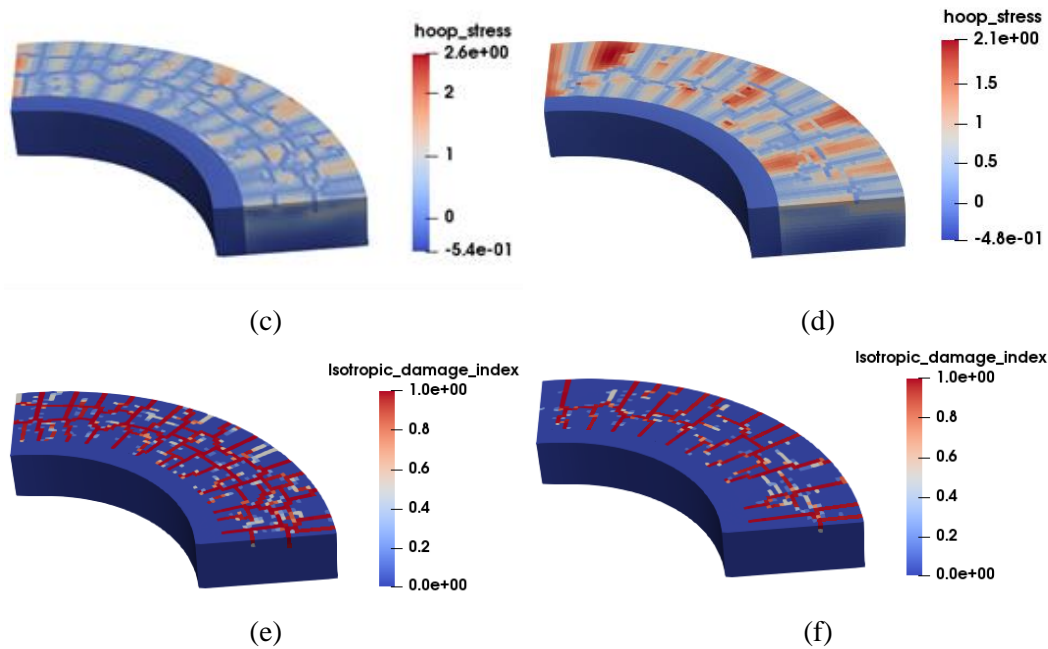 hoop_stress
2.6e+00
2
1
0
-5.4e-01
(c)
hoop_stress
2.1e+00
1.5
1
0.5
0
-4.8e-01
(d)
Isotropic_damage_index
1.0e+00
0.8
0.6
0.4
0.2
0.0e+00
(e)
Isotropic_damage_index
1.0e+00
0.8
0.6
0.4
0.2
0.0e+00
(f)